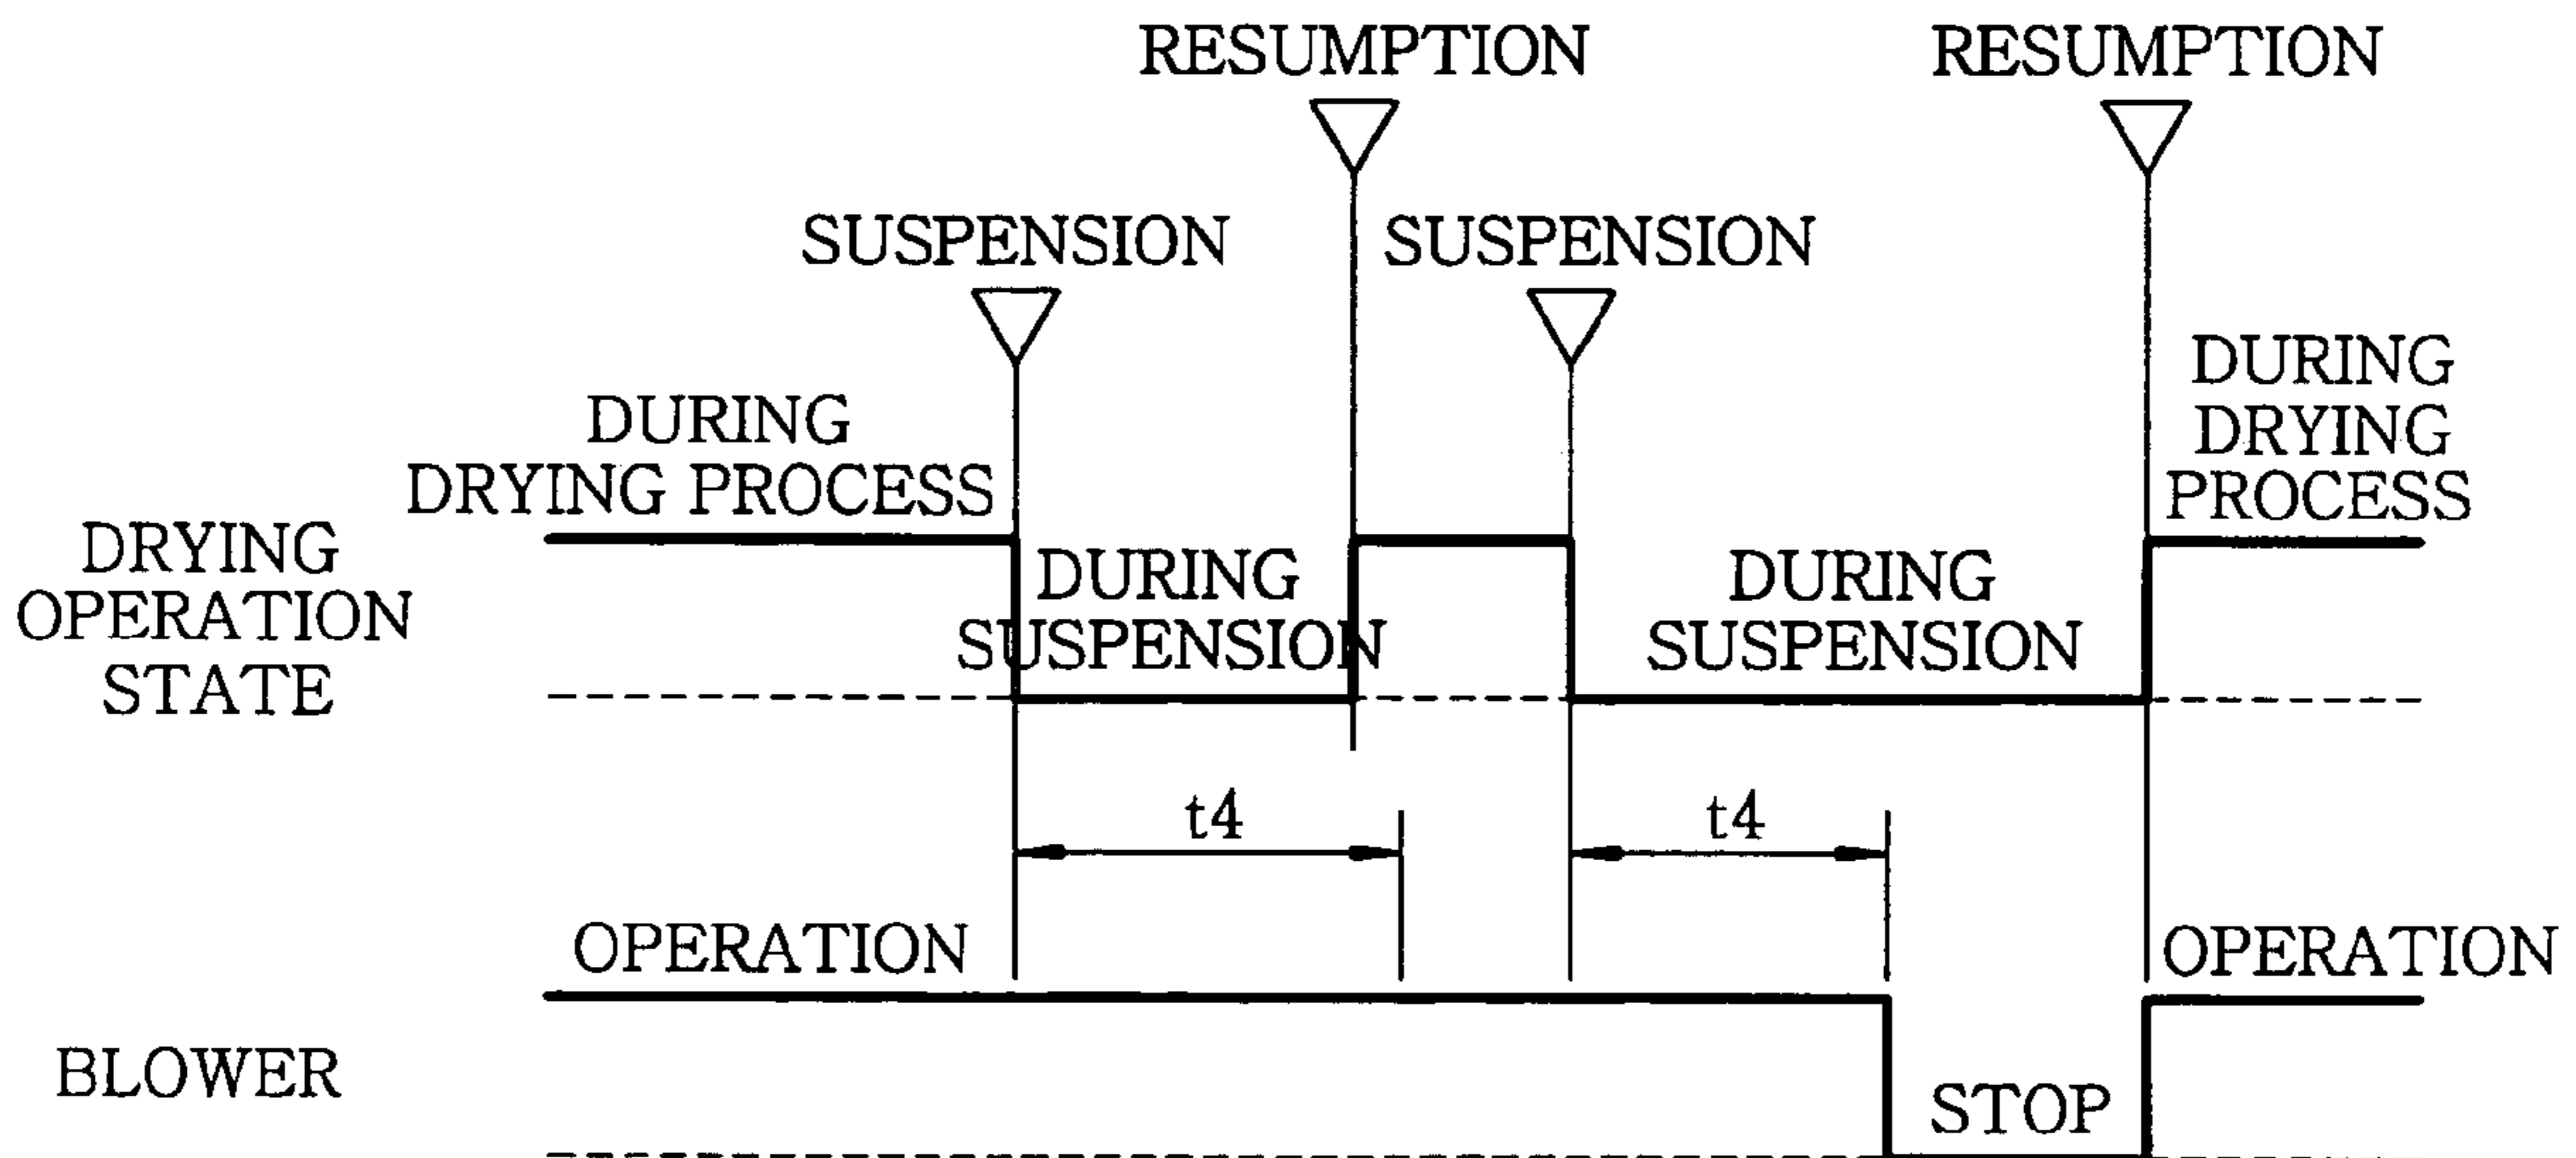 RESUMPTION RESUMPTION
SUSPENSION SUSPENSION
DURING
DRYING PROCESS
DURING
DRYING
PROCESS
DRYING
OPERATION
STATE
DURING
SUSPENSION
DURING
SUSPENSION
t4 t4
OPERATION OPERATION
BLOWER
STOP